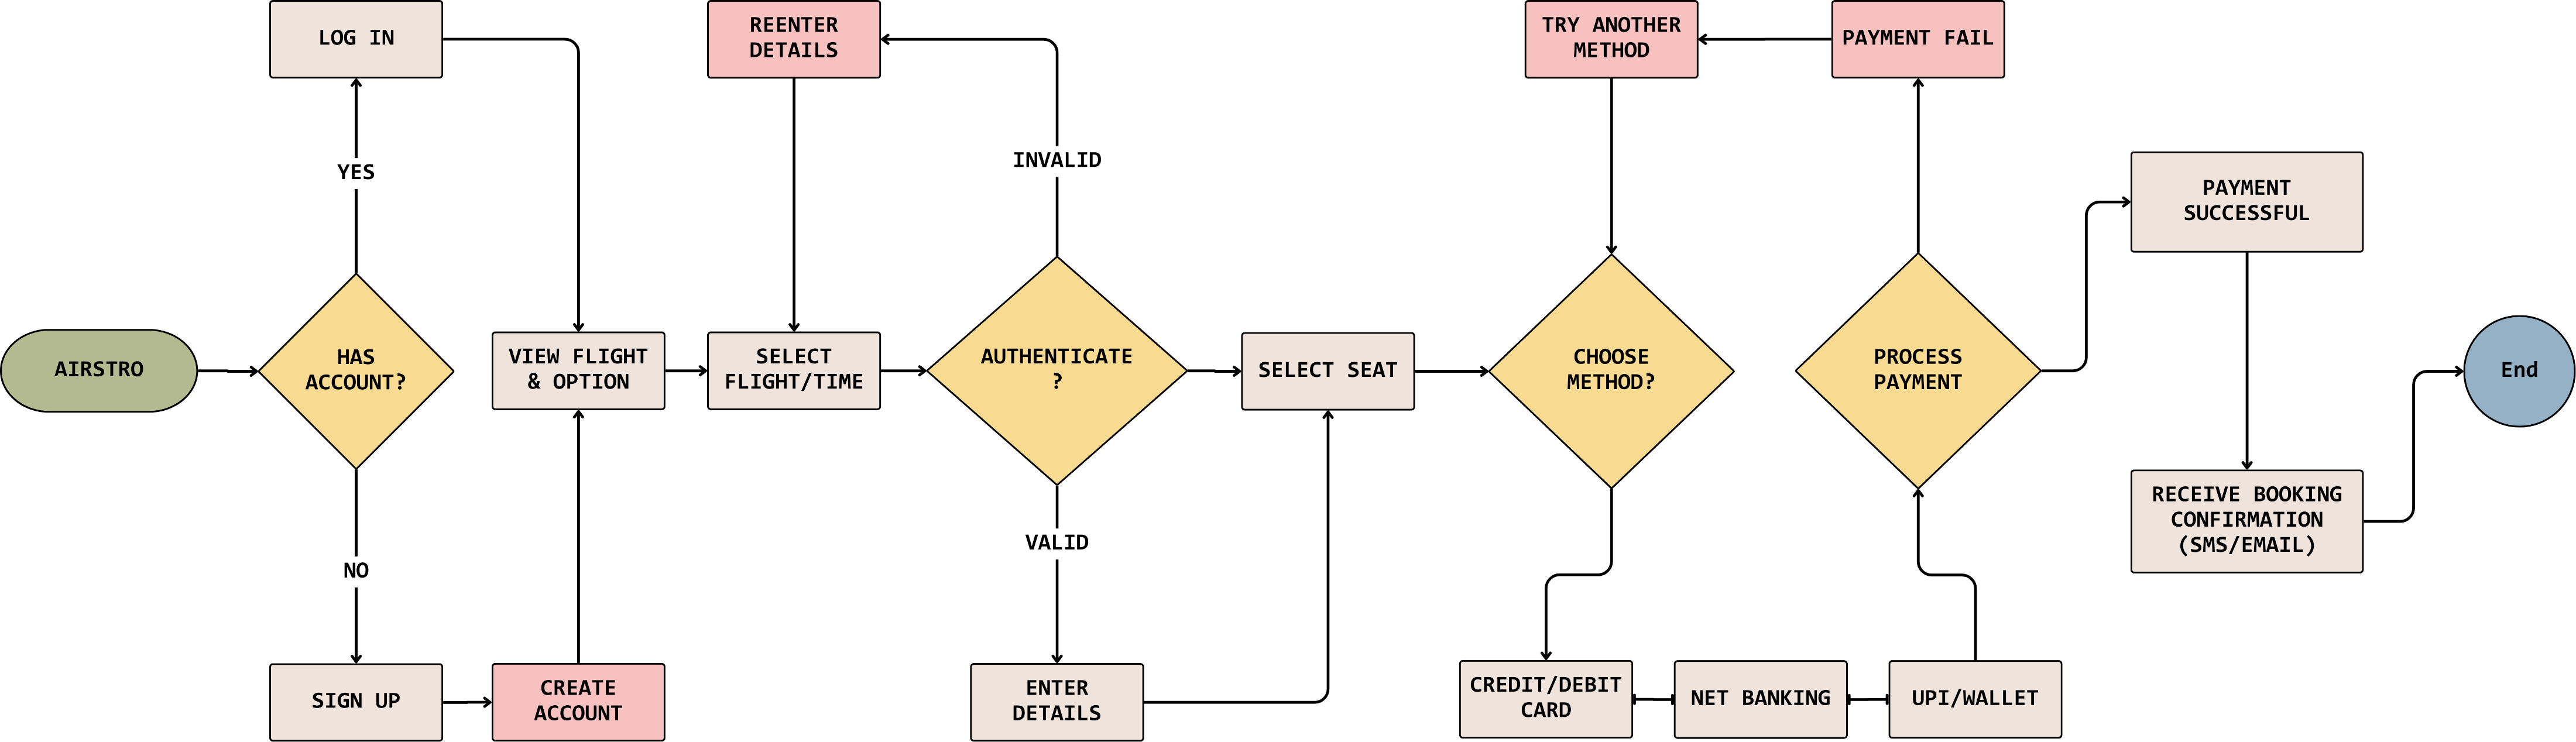 AIRSTRO
HAS
ACCOUNT?
YES
LOG IN
NO
SIGN UP
CREATE
ACCOUNT
VIEW FLIGHT
& OPTION
SELECT
FLIGHT/TIME
REENTER
DETAILS
AUTHENTICATE
?
INVALID
VALID
ENTER
DETAILS
SELECT SEAT
CHOOSE
METHOD?
TRY ANOTHER
METHOD
CREDIT/DEBIT
CARD
NET BANKING
UPI/WALLET
PROCESS
PAYMENT
PAYMENT FAIL
PAYMENT
SUCCESSFUL
RECEIVE BOOKING
CONFIRMATION
(SMS/EMAIL)
End